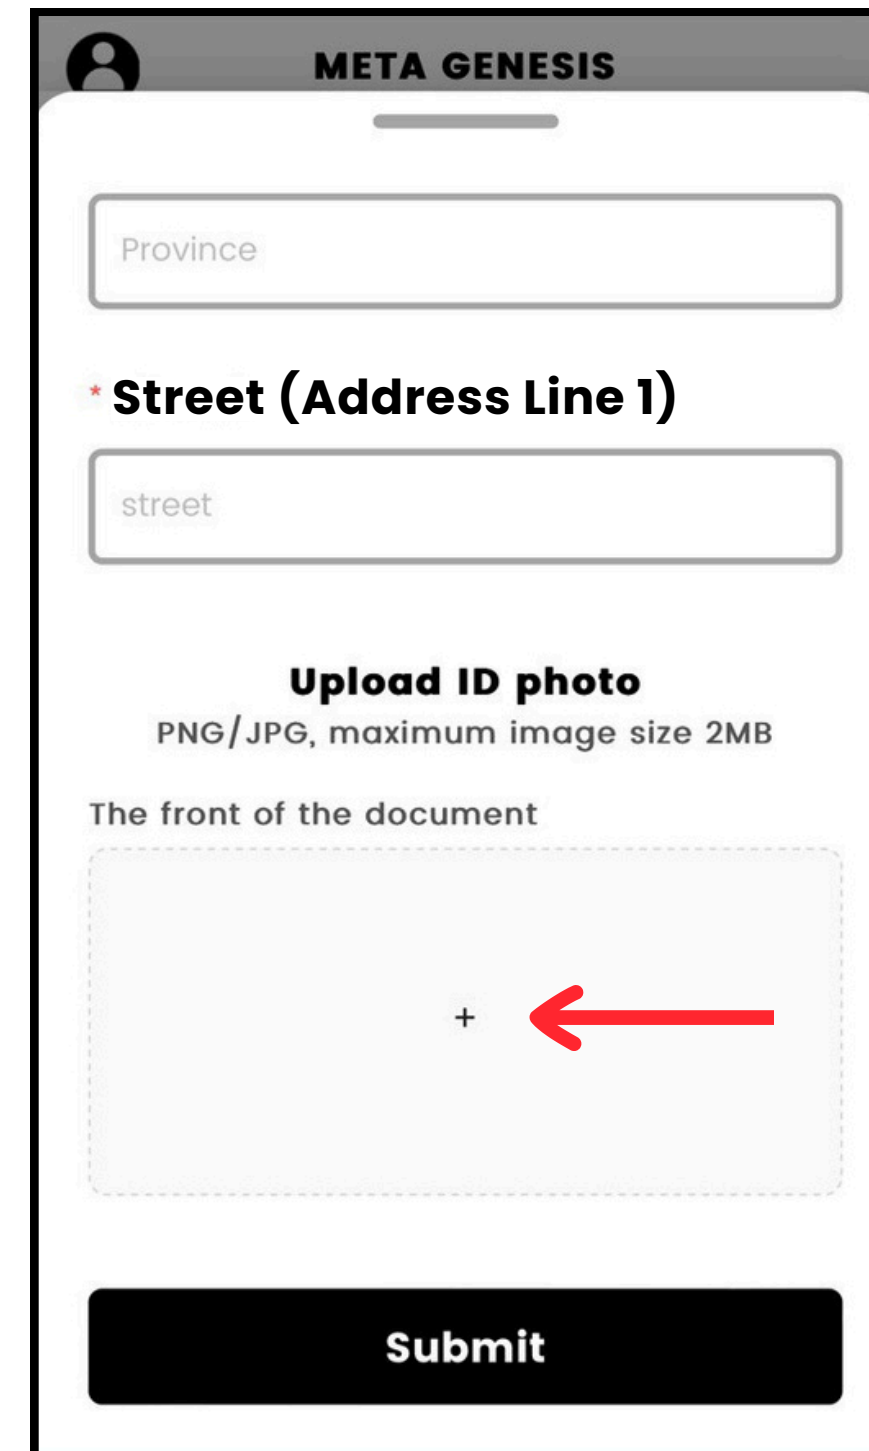 META GENESIS
Province
* Street (Address Line 1)
street
Upload ID photo
PNG/JPG, maximum image size 2MB
The front of the document
+
Submit